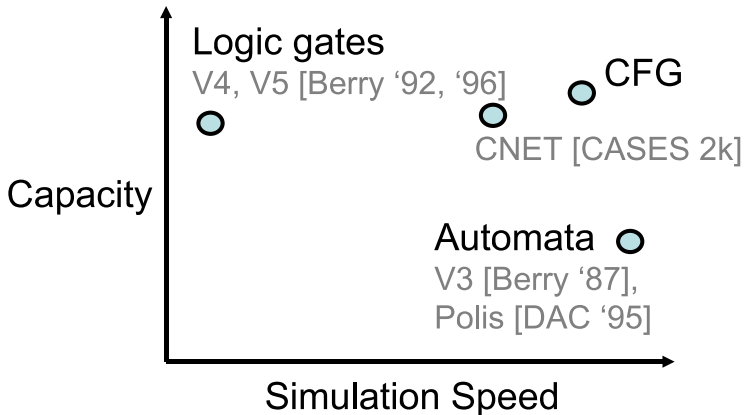 Logic gates
V4, V5 [Berry ‘92, ‘96]
CFG
CNET [CASES 2k]
Capacity
Automata
V3 [Berry ‘87],
Polis [DAC ‘95]
Simulation Speed